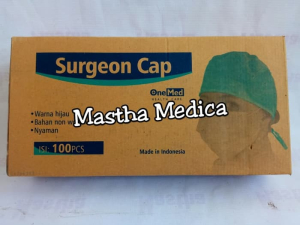 Surgeon Cap
OneMed
• Warna hijau
Mastha Medica
• Bahan non
• Nyaman
ISI: 100PCS
Made in Indonesia